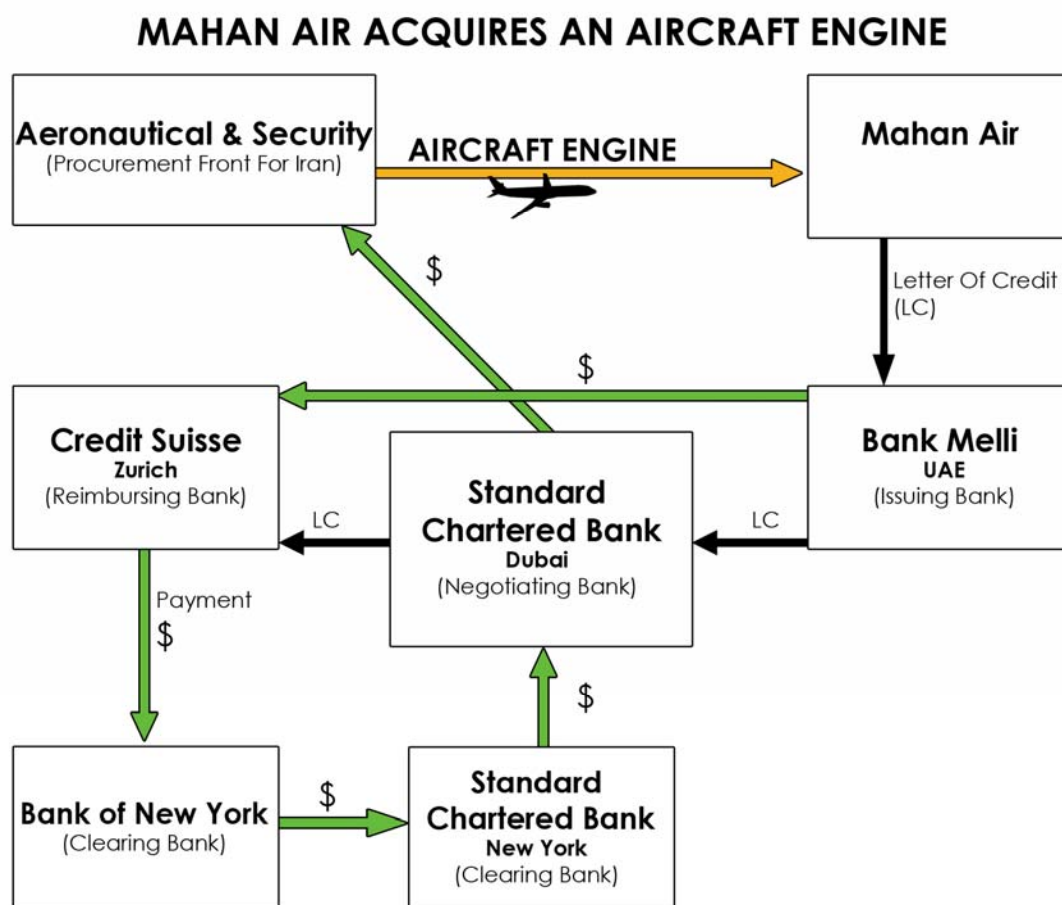 MAHAN AIR ACQUIRES AN AIRCRAFT ENGINE
Aeronautical & Security
(Procurement Front For Iran)
AIRCRAFT ENGINE
Mahan Air
$
Letter Of Credit
(LC)
$
Credit Suisse
Zurich
(Reimbursing Bank)
Bank Melli
UAE
(Issuing Bank)
Standard
Chartered Bank
Dubai
(Negotiating Bank)
LC
LC
Payment
$
$
Bank of New York
(Clearing Bank)
$
Standard
Chartered Bank
New York
(Clearing Bank)